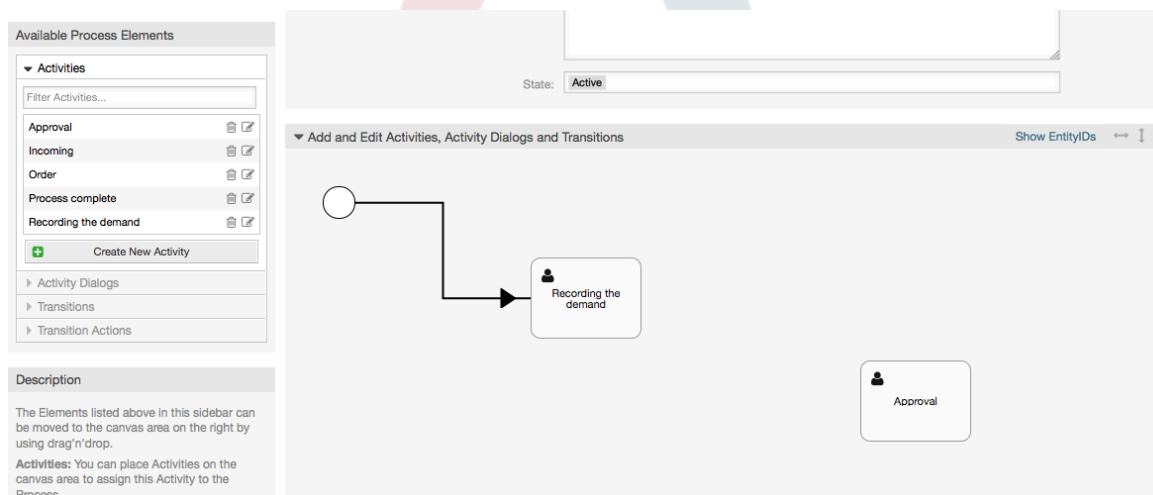 Available Process Elements
Activities
Filter Activities...
Approval
Incoming
Order
Process complete
Recording the demand
Create New Activity
Activity Dialogs
Transitions
Transition Actions
Description
The Elements listed above in this sidebar can
be moved to the canvas area on the right by
using drag'n'drop.
Activities: You can place Activities on the
canvas area to assign this Activity to the
Process.
State: Active
Add and Edit Activities, Activity Dialogs and Transitions
Show EntityIDs
Recording the
demand
Approval